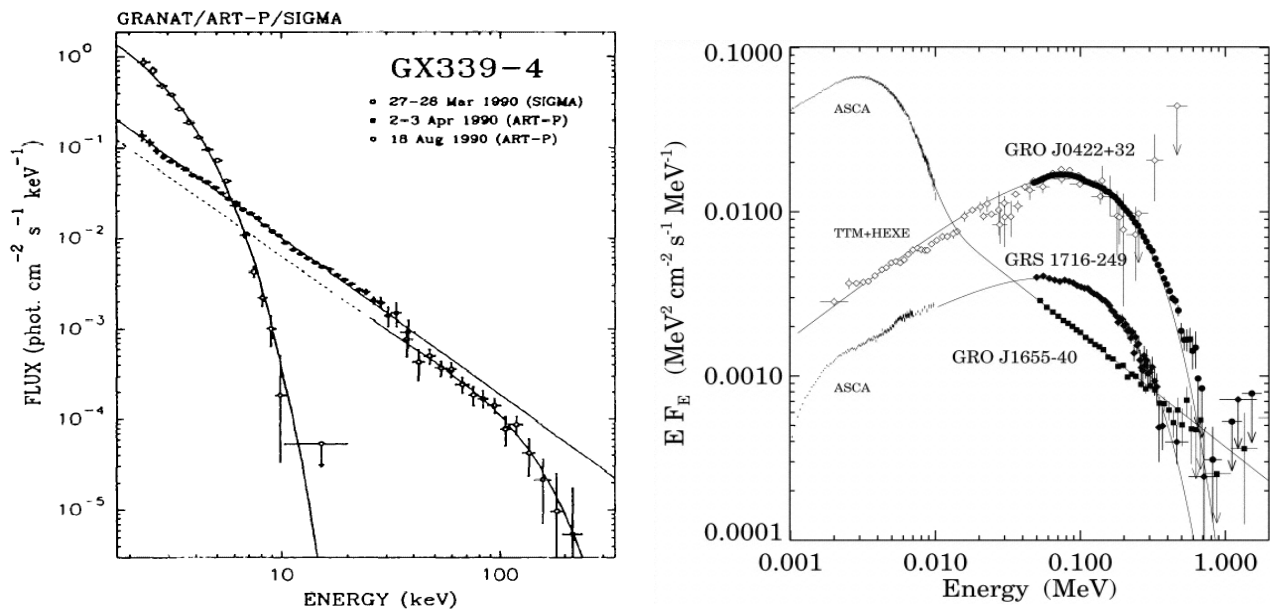 GRANAT/ART-P/SIGMA
GX339-4
27-28 Mar 1990 (SIGMA)
2-3 Apr 1990 (ART-P)
18 Aug 1990 (ART-P)
FLUX (phot. cm⁻² s⁻¹ keV⁻¹)
10⁰
10⁻¹
10⁻²
10⁻³
10⁻⁴
10⁻⁵
10
100
ENERGY (keV)
E F_E (MeV² cm⁻² s⁻¹ MeV⁻¹)
0.1000
0.0100
0.0010
0.0001
ASCA
GRO J0422+32
TTM+HEXE
GRS 1716-249
GRO J1655-40
ASCA
0.001
0.010
0.100
1.000
Energy (MeV)